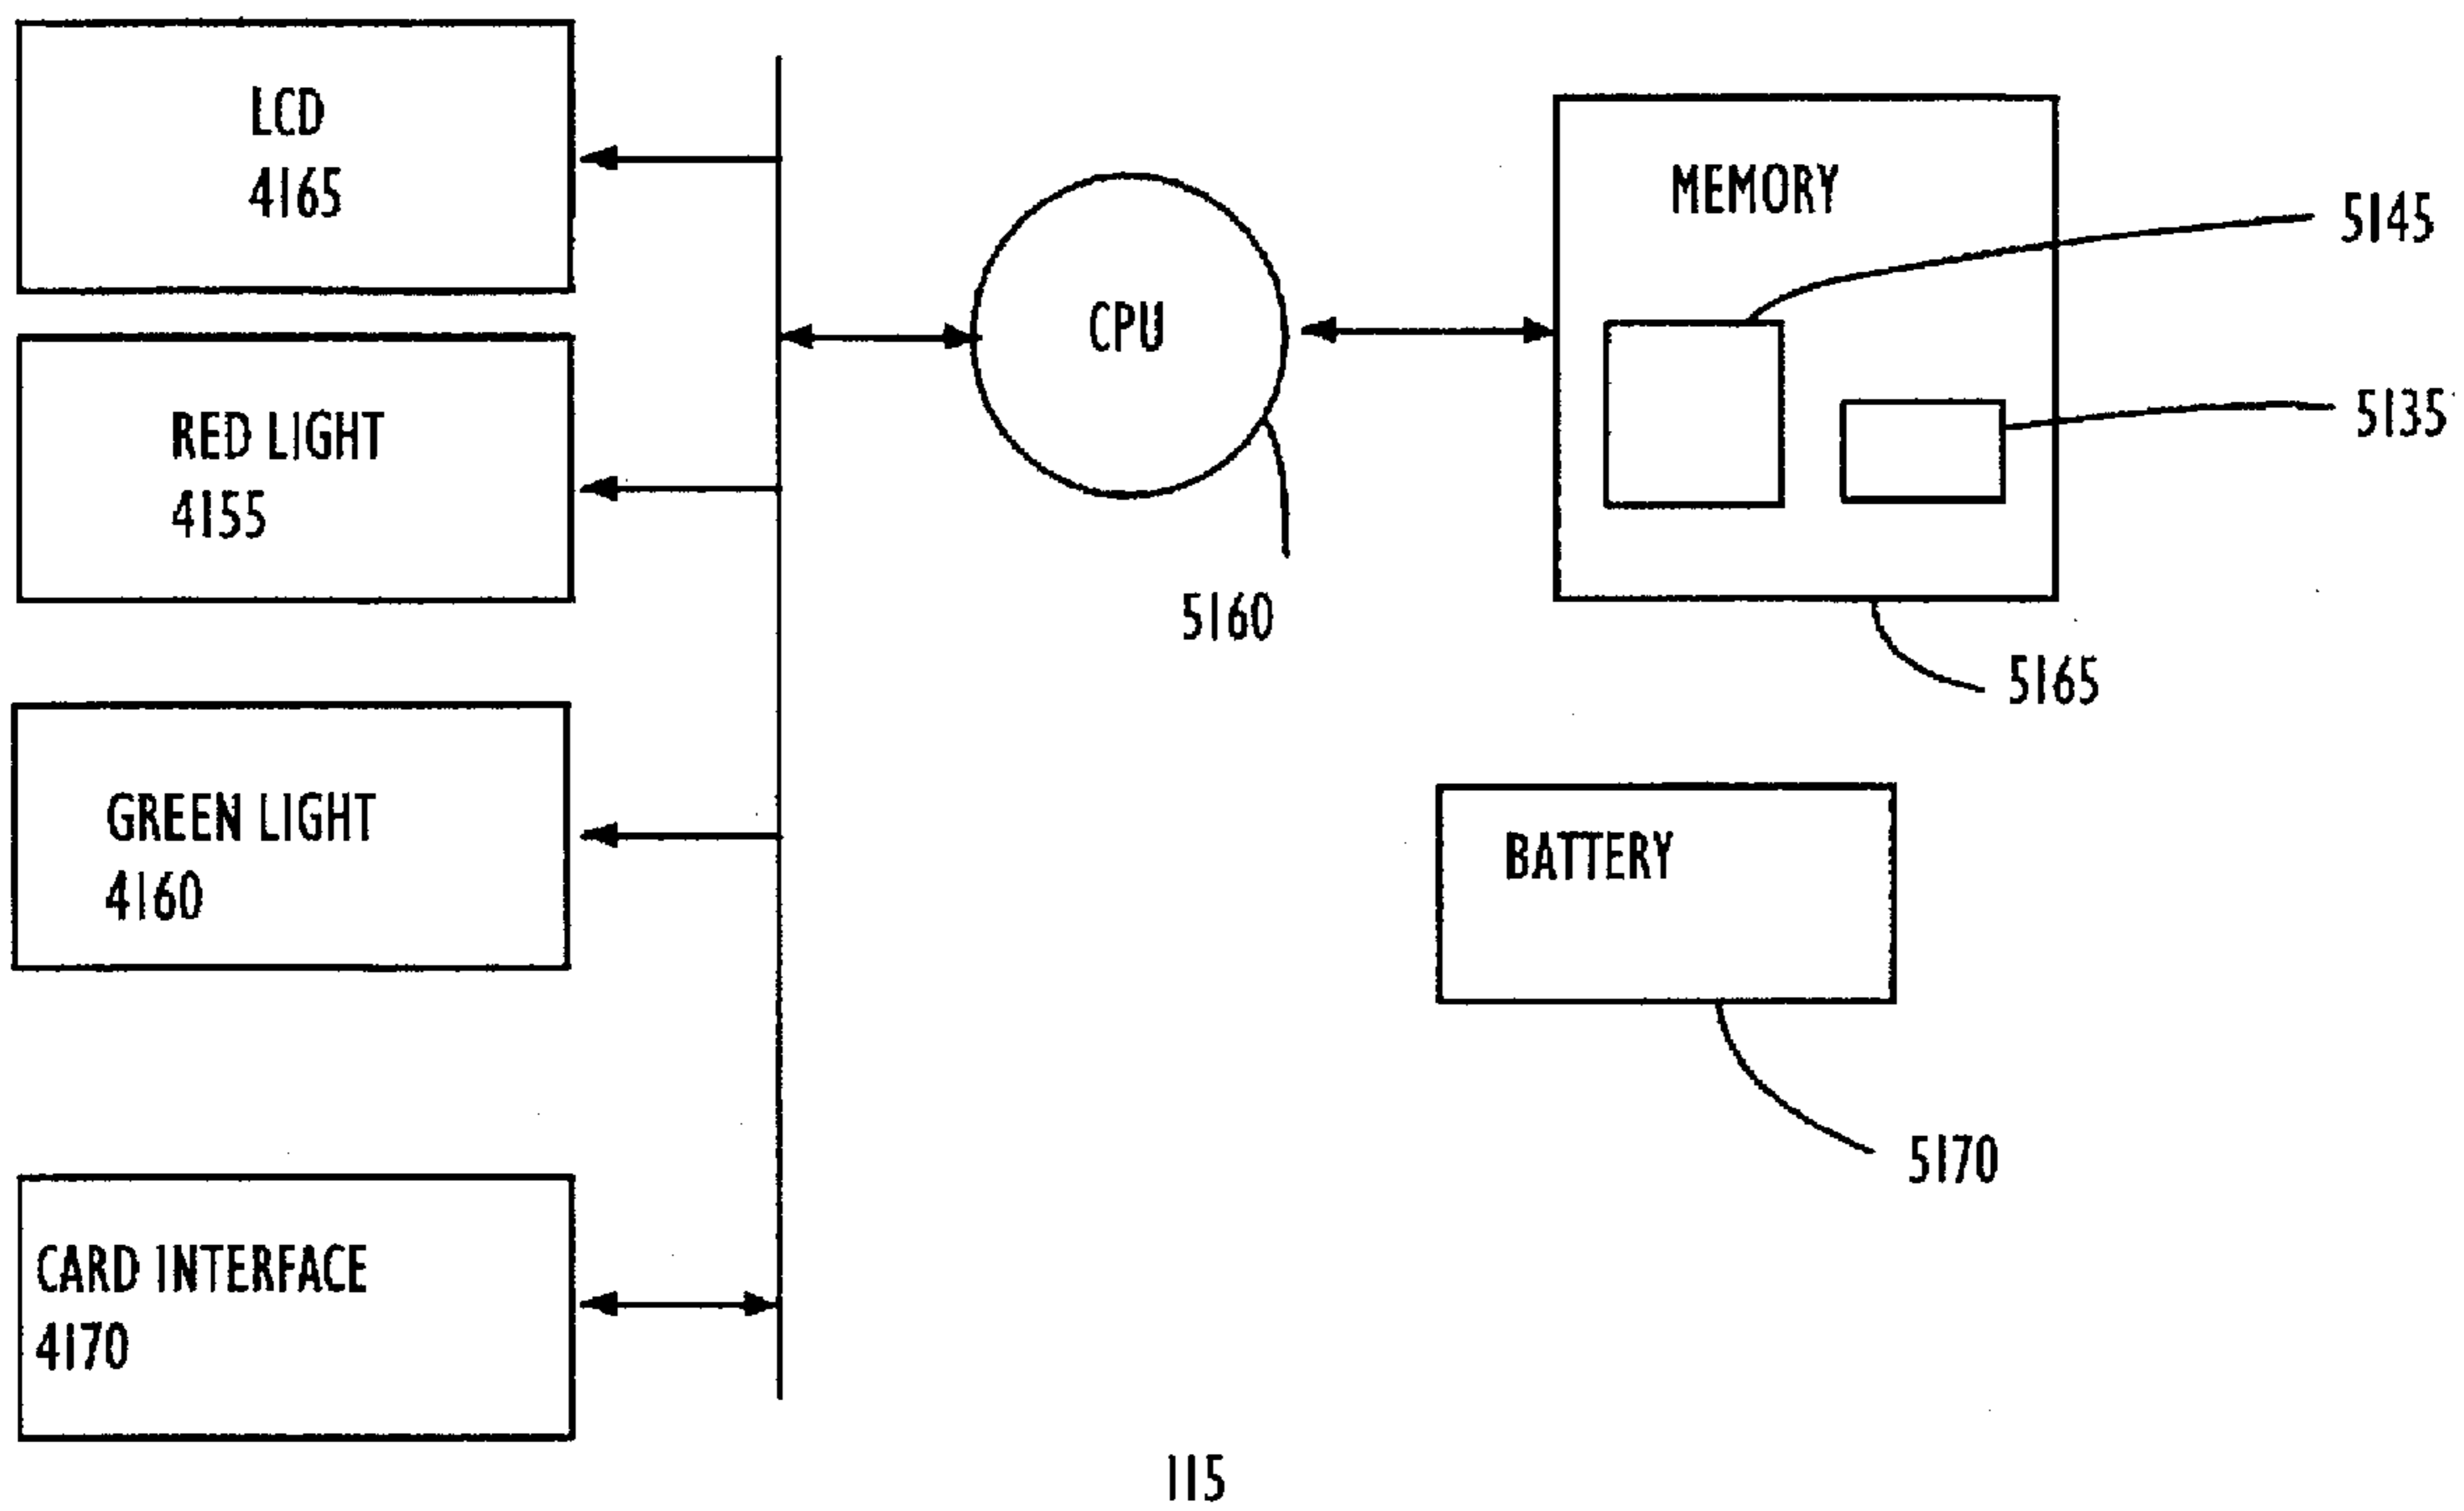 LCD
4165
RED LIGHT
4155
GREEN LIGHT
4160
CARD INTERFACE
4170
CPU
5160
MEMORY
5145
5135
5165
BATTERY
5170
115